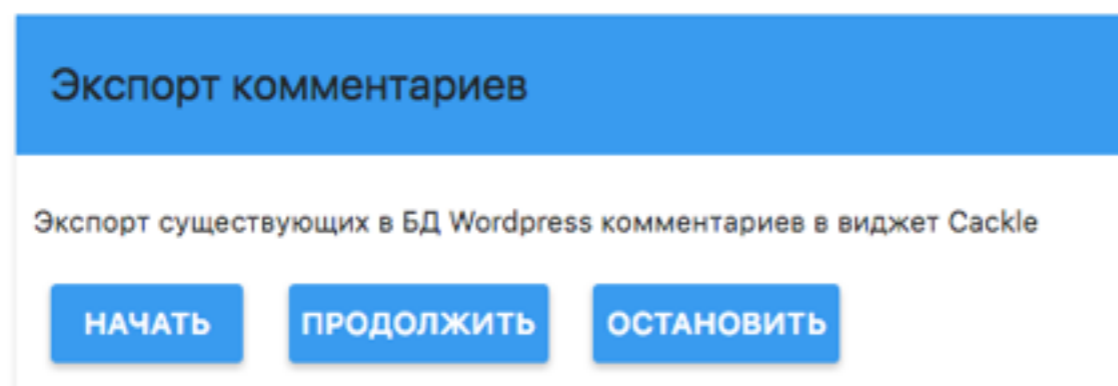 Экспорт комментариев
Экспорт существующих в БД Wordpress комментариев в виджет Cackle
НАЧАТЬ ПРОДОЛЖИТЬ ОСТАНОВИТЬ